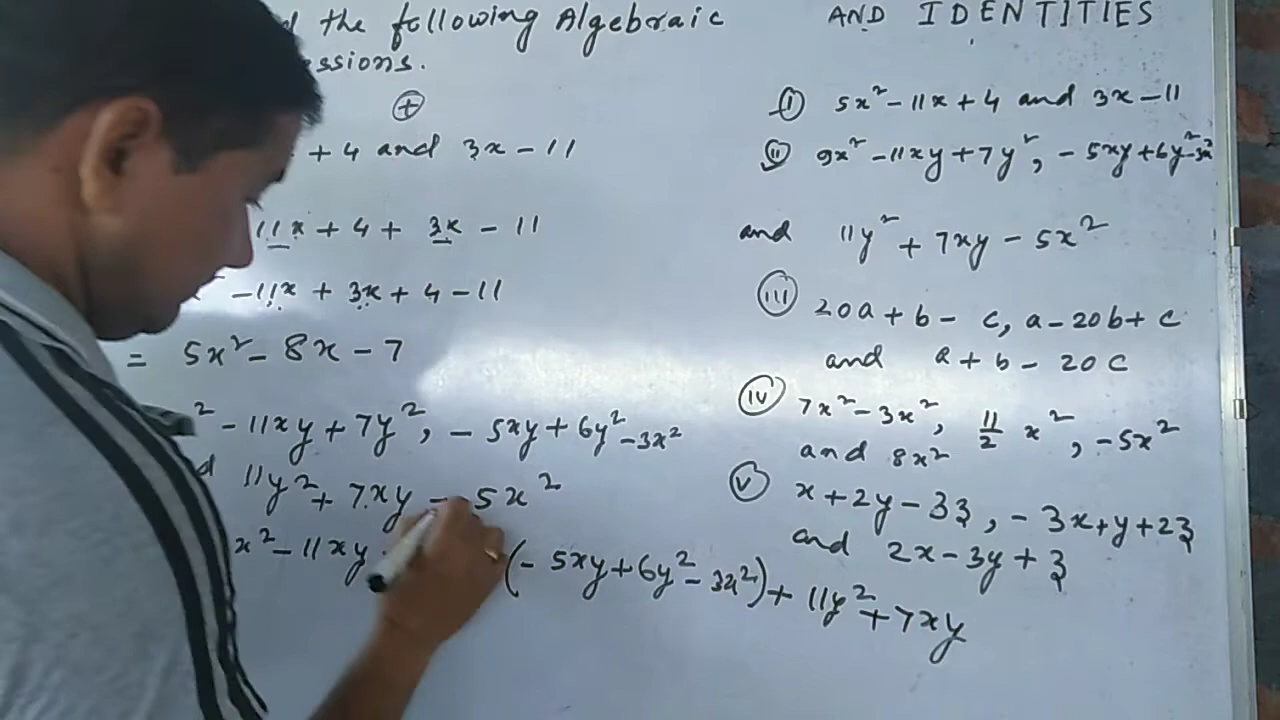 the following Algebraic
ssions.
+
+ 4 and 3x - 11
11x + 4 + 3x - 11
- 11x + 3x + 4 - 11
= 5x² - 8x - 7
² - 11xy + 7y², - 5xy + 6y² - 3x²
11y² + 7xy - 5x²
x² - 11xy (- 5xy + 6y² - 3x²) + 11y² + 7xy
AND IDENTITIES
(i) 5x² - 11x + 4 and 3x - 11
(ii) 9x² - 11xy + 7y², - 5xy + 6y² - 3x²
and 11y² + 7xy - 5x²
(iii) 20a + b - c, a - 20b + c
and a + b - 20c
(iv) 7x² - 3x², 11/2 x², - 5x²
and 8x²
(v) x + 2y - 3z, - 3x + y + 2z
and 2x - 3y + z